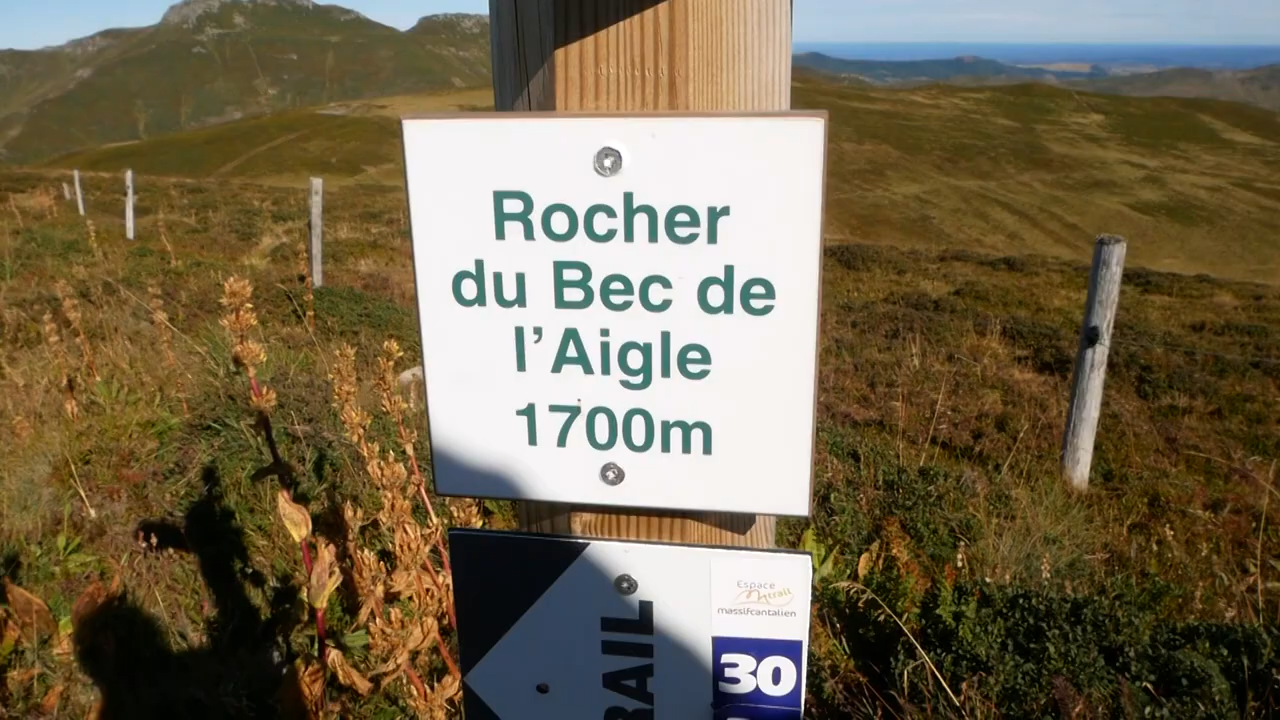 Rocher
du Bec de
l'Aigle
1700m
Espace
trail
massifcantalien
RAIL
30